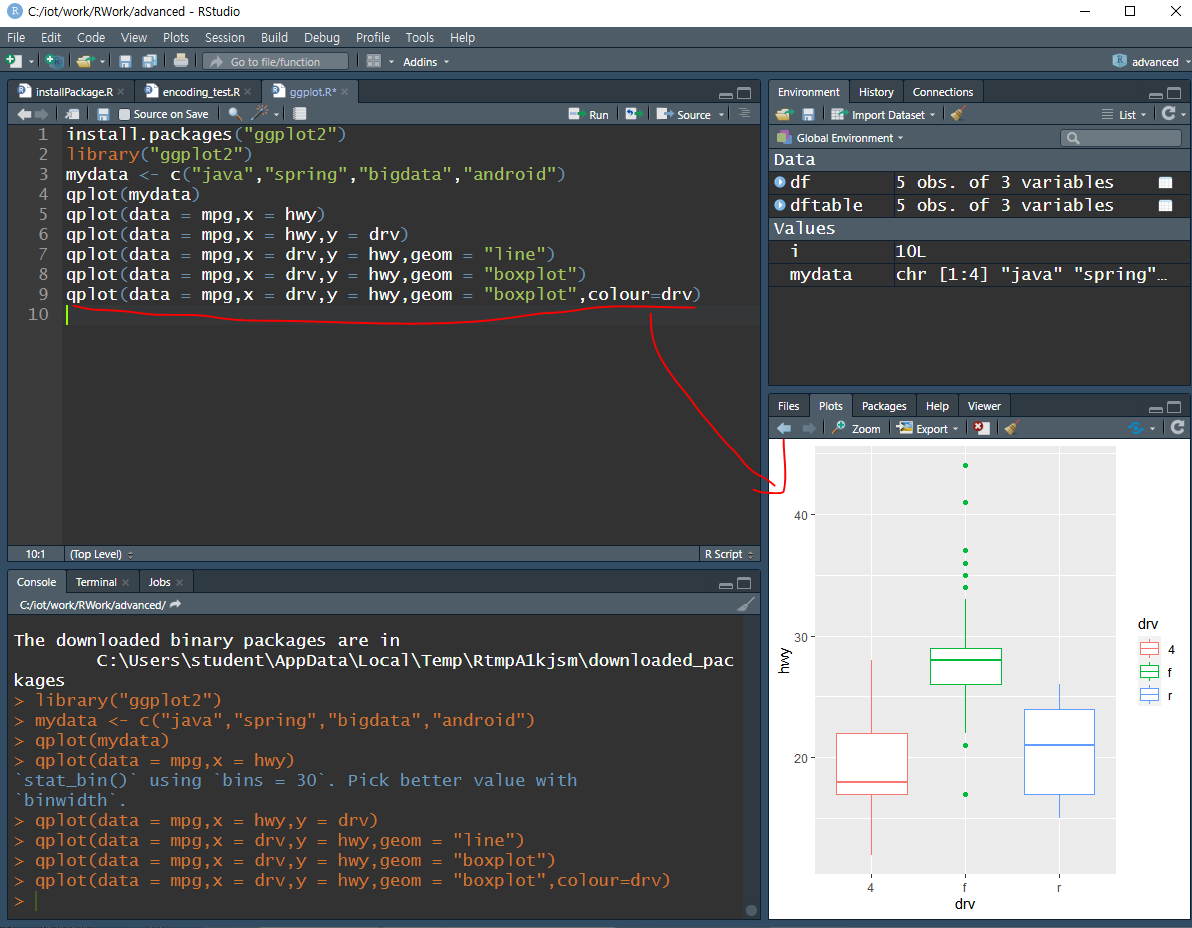 C:/iot/work/RWork/advanced - RStudio
File Edit Code View Plots Session Build Debug Profile Tools Help
Go to file/function Addins advanced
installPackage.R encoding_test.R ggplot.R*
Source on Save Run Source
1 install.packages("ggplot2")
2 library("ggplot2")
3 mydata <- c("java","spring","bigdata","android")
4 qplot(mydata)
5 qplot(data = mpg,x = hwy)
6 qplot(data = mpg,x = hwy,y = drv)
7 qplot(data = mpg,x = drv,y = hwy,geom = "line")
8 qplot(data = mpg,x = drv,y = hwy,geom = "boxplot")
9 qplot(data = mpg,x = drv,y = hwy,geom = "boxplot",colour=drv)
10
10:1 (Top Level) R Script
Console Terminal Jobs
C:/iot/work/RWork/advanced/
The downloaded binary packages are in
C:\Users\student\AppData\Local\Temp\RtmpA1kjsm\downloaded_pac
kages
> library("ggplot2")
> mydata <- c("java","spring","bigdata","android")
> qplot(mydata)
> qplot(data = mpg,x = hwy)
`stat_bin()` using `bins = 30`. Pick better value with
`binwidth`.
> qplot(data = mpg,x = hwy,y = drv)
> qplot(data = mpg,x = drv,y = hwy,geom = "line")
> qplot(data = mpg,x = drv,y = hwy,geom = "boxplot")
> qplot(data = mpg,x = drv,y = hwy,geom = "boxplot",colour=drv)
>
Environment History Connections
Import Dataset List
Global Environment
Data
df 5 obs. of 3 variables
dftable 5 obs. of 3 variables
Values
i 10L
mydata chr [1:4] "java" "spring"…
Files Plots Packages Help Viewer
Zoom Export
40
30
20
hwy
4 f r
drv
drv
4
f
r